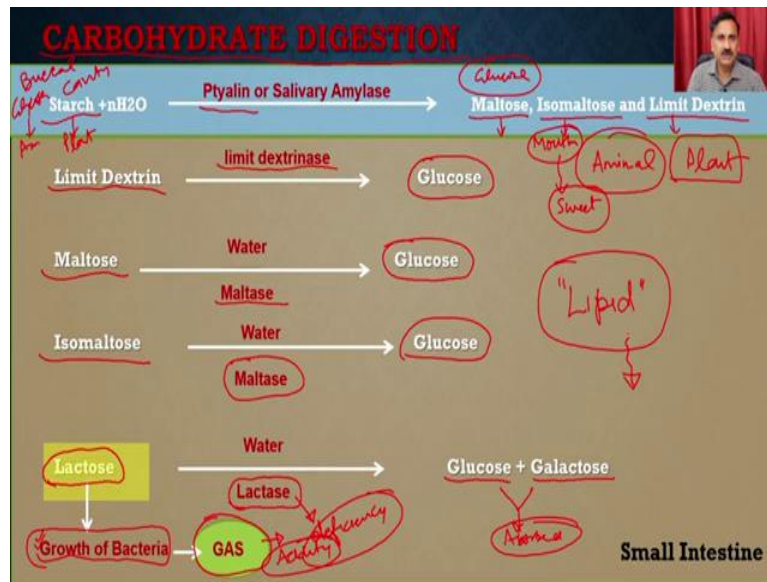 CARBOHYDRATE DIGESTION
Buccal
Cavity
Glucose
Starch +nH2O
Ptyalin or Salivary Amylase
Maltose, Isomaltose and Limit Dextrin
Plant
Mouth
Animal
Plant
Sweet
Limit Dextrin
limit dextrinase
Glucose
Maltose
Water
Maltase
Glucose
"Lipid"
Isomaltose
Water
Maltase
Glucose
Lactose
Water
Lactase
Glucose + Galactose
deficiency
Growth of Bacteria
GAS
Acidity
Small Intestine